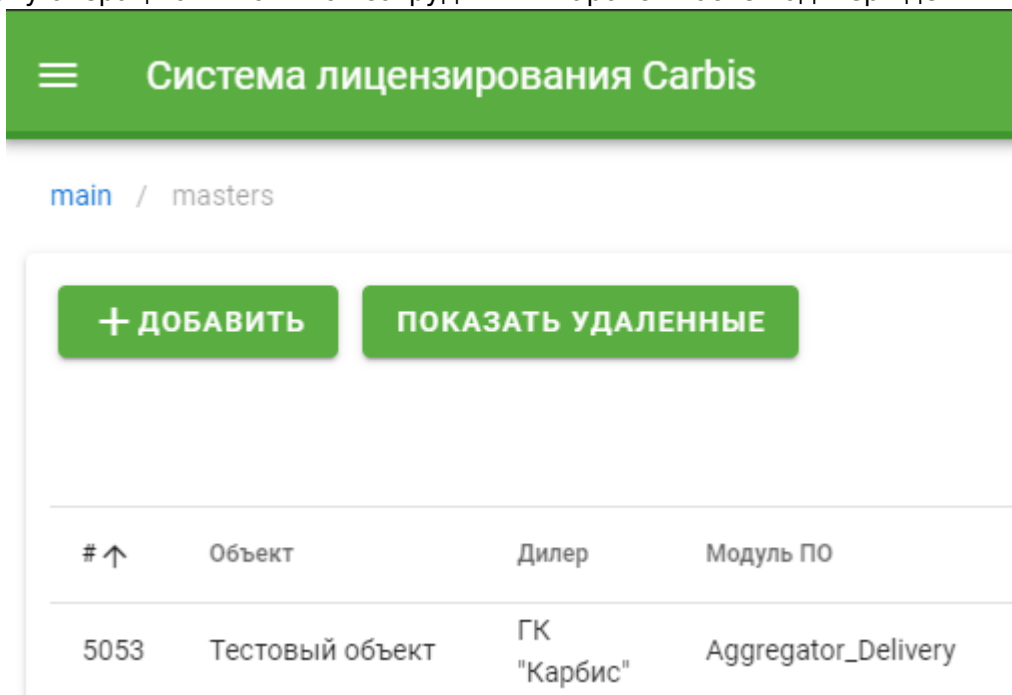 Система лицензирования Carbis
main / masters
+ ДОБАВИТЬ ПОКАЗАТЬ УДАЛЕННЫЕ
# ↑ Объект Дилер Модуль ПО
5053 Тестовый объект ГК "Карбис" Aggregator_Delivery